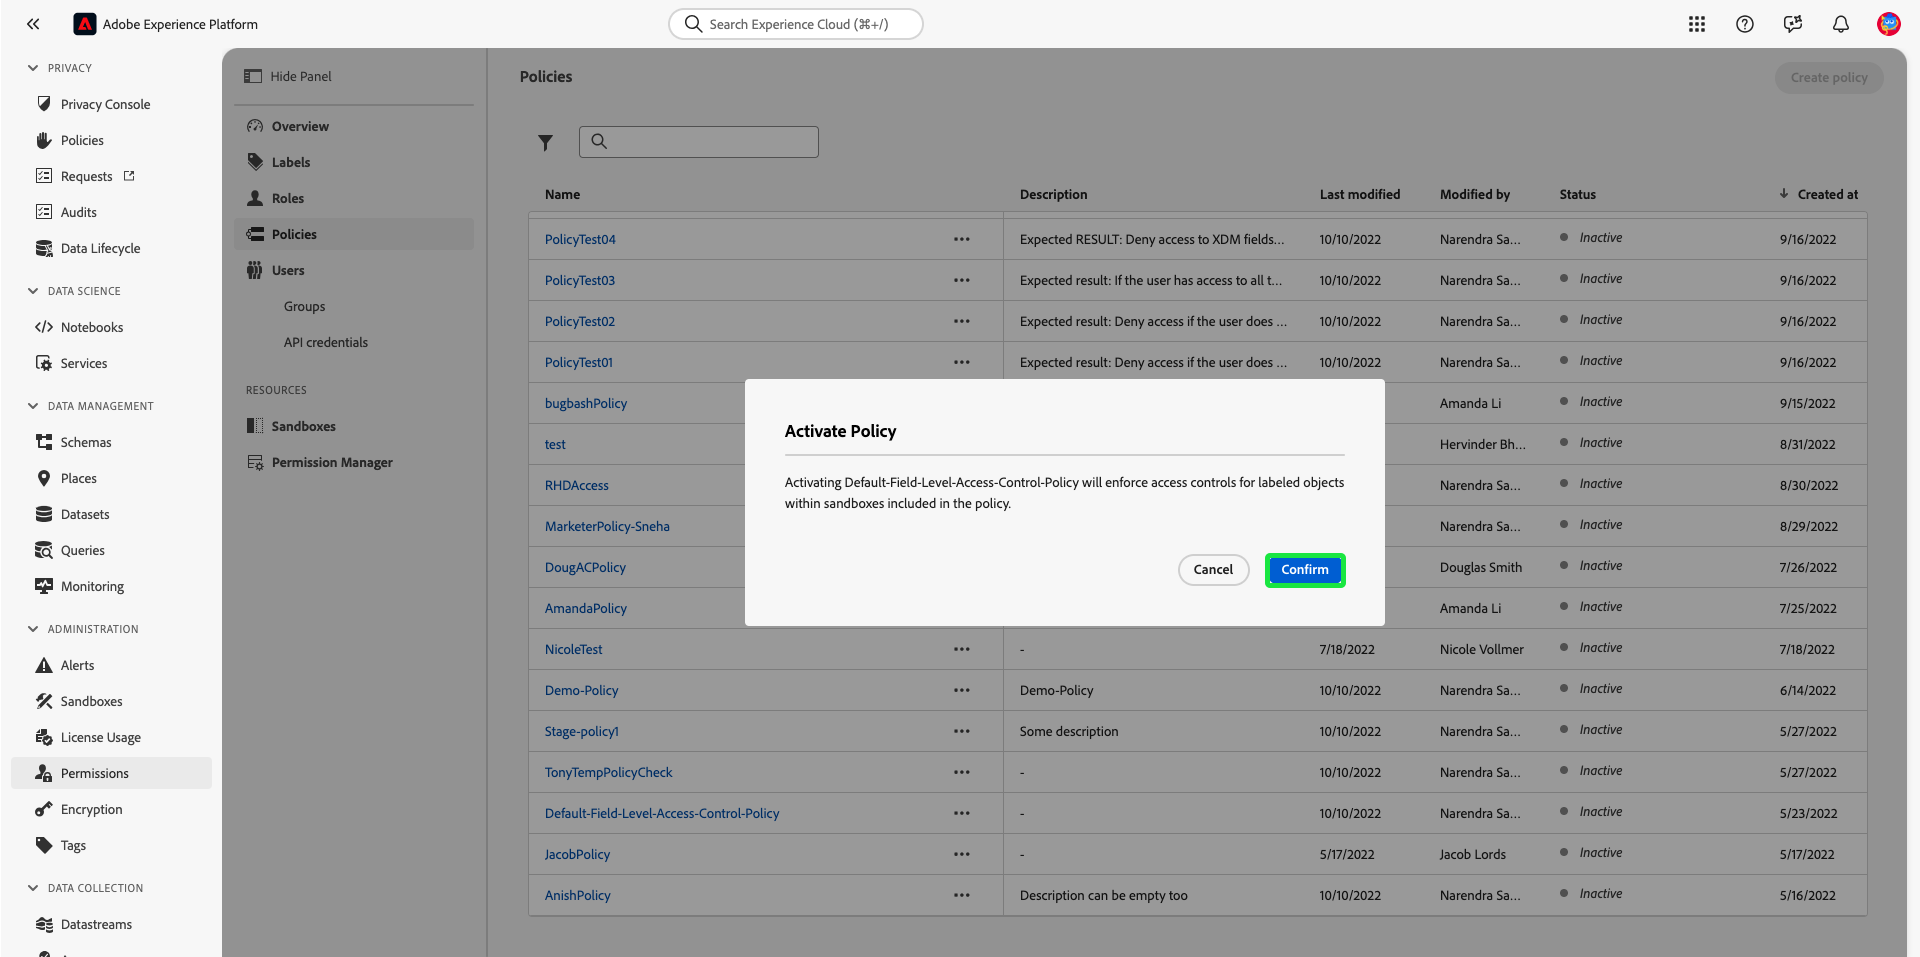 Adobe Experience Platform
Search Experience Cloud (⌘+/)
PRIVACY
Privacy Console
Policies
Requests
Audits
Data Lifecycle
DATA SCIENCE
Notebooks
Services
DATA MANAGEMENT
Schemas
Places
Datasets
Queries
Monitoring
ADMINISTRATION
Alerts
Sandboxes
License Usage
Permissions
Encryption
Tags
DATA COLLECTION
Datastreams
Hide Panel
Overview
Labels
Roles
Policies
Users
Groups
API credentials
RESOURCES
Sandboxes
Permission Manager
Policies
Create policy
Name Description Last modified Modified by Status Created at
PolicyTest04 ••• Expected RESULT: Deny access to XDM fields... 10/10/2022 Narendra Sa... Inactive 9/16/2022
PolicyTest03 ••• Expected result: If the user has access to all t... 10/10/2022 Narendra Sa... Inactive 9/16/2022
PolicyTest02 ••• Expected result: Deny access if the user does ... 10/10/2022 Narendra Sa... Inactive 9/16/2022
PolicyTest01 ••• Expected result: Deny access if the user does ... 10/10/2022 Narendra Sa... Inactive 9/16/2022
bugbashPolicy Amanda Li Inactive 9/15/2022
test Hervinder Bh... Inactive 8/31/2022
RHDAccess Narendra Sa... Inactive 8/30/2022
MarketerPolicy-Sneha Narendra Sa... Inactive 8/29/2022
DougACPolicy Douglas Smith Inactive 7/26/2022
AmandaPolicy Amanda Li Inactive 7/25/2022
NicoleTest ••• - 7/18/2022 Nicole Vollmer Inactive 7/18/2022
Demo-Policy ••• Demo-Policy 10/10/2022 Narendra Sa... Inactive 6/14/2022
Stage-policy1 ••• Some description 10/10/2022 Narendra Sa... Inactive 5/27/2022
TonyTempPolicyCheck ••• - 10/10/2022 Narendra Sa... Inactive 5/27/2022
Default-Field-Level-Access-Control-Policy ••• - 10/10/2022 Narendra Sa... Inactive 5/23/2022
JacobPolicy ••• - 5/17/2022 Jacob Lords Inactive 5/17/2022
AnishPolicy ••• Description can be empty too 10/10/2022 Narendra Sa... Inactive 5/16/2022
Activate Policy
Activating Default-Field-Level-Access-Control-Policy will enforce access controls for labeled objects
within sandboxes included in the policy.
Cancel
Confirm